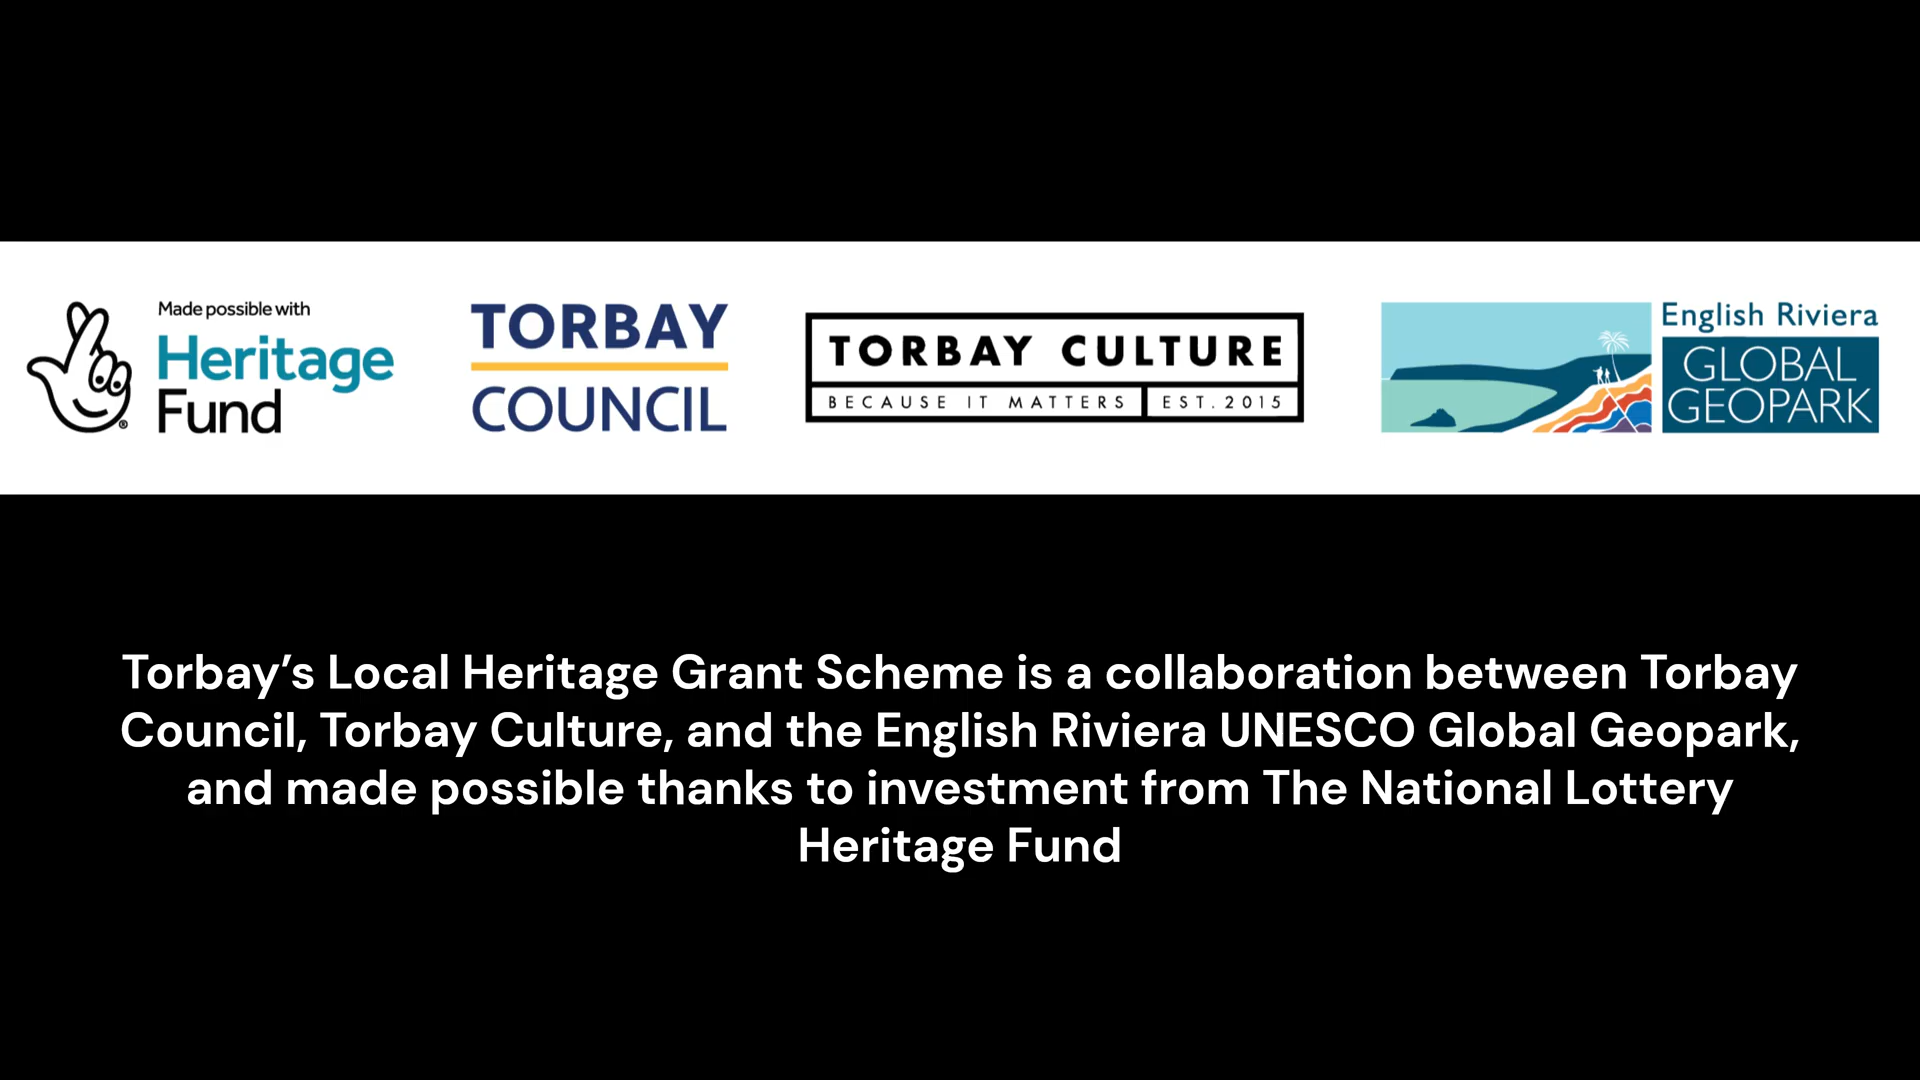 Made possible with
Heritage
Fund
TORBAY
COUNCIL
TORBAY CULTURE
BECAUSE IT MATTERS
EST. 2015
English Riviera
GLOBAL
GEOPARK
Torbay’s Local Heritage Grant Scheme is a collaboration between Torbay
Council, Torbay Culture, and the English Riviera UNESCO Global Geopark,
and made possible thanks to investment from The National Lottery
Heritage Fund